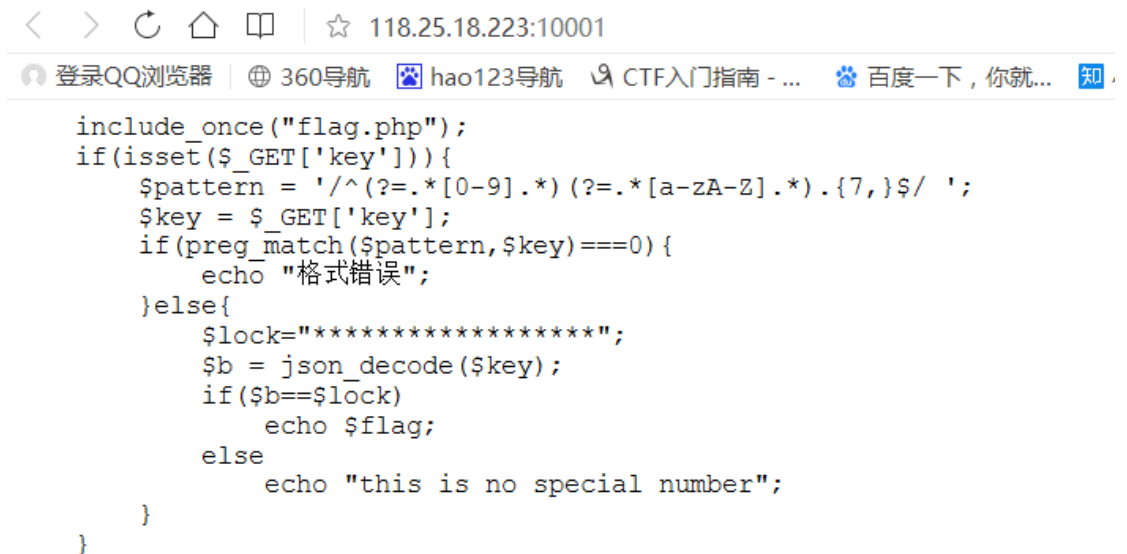 118.25.18.223:10001
登录QQ浏览器 360导航 hao123导航 CTF入门指南 - ... 百度一下，你就... 知
include_once("flag.php");
if(isset($_GET['key'])){
    $pattern = '/^(?=.*[0-9].*)(?=.*[a-zA-Z].*).{7,}$/ ';
    $key = $_GET['key'];
    if(preg_match($pattern,$key)===0){
        echo "格式错误";
    }else{
        $lock="******************";
        $b = json_decode($key);
        if($b==$lock)
            echo $flag;
        else
            echo "this is no special number";
    }
}